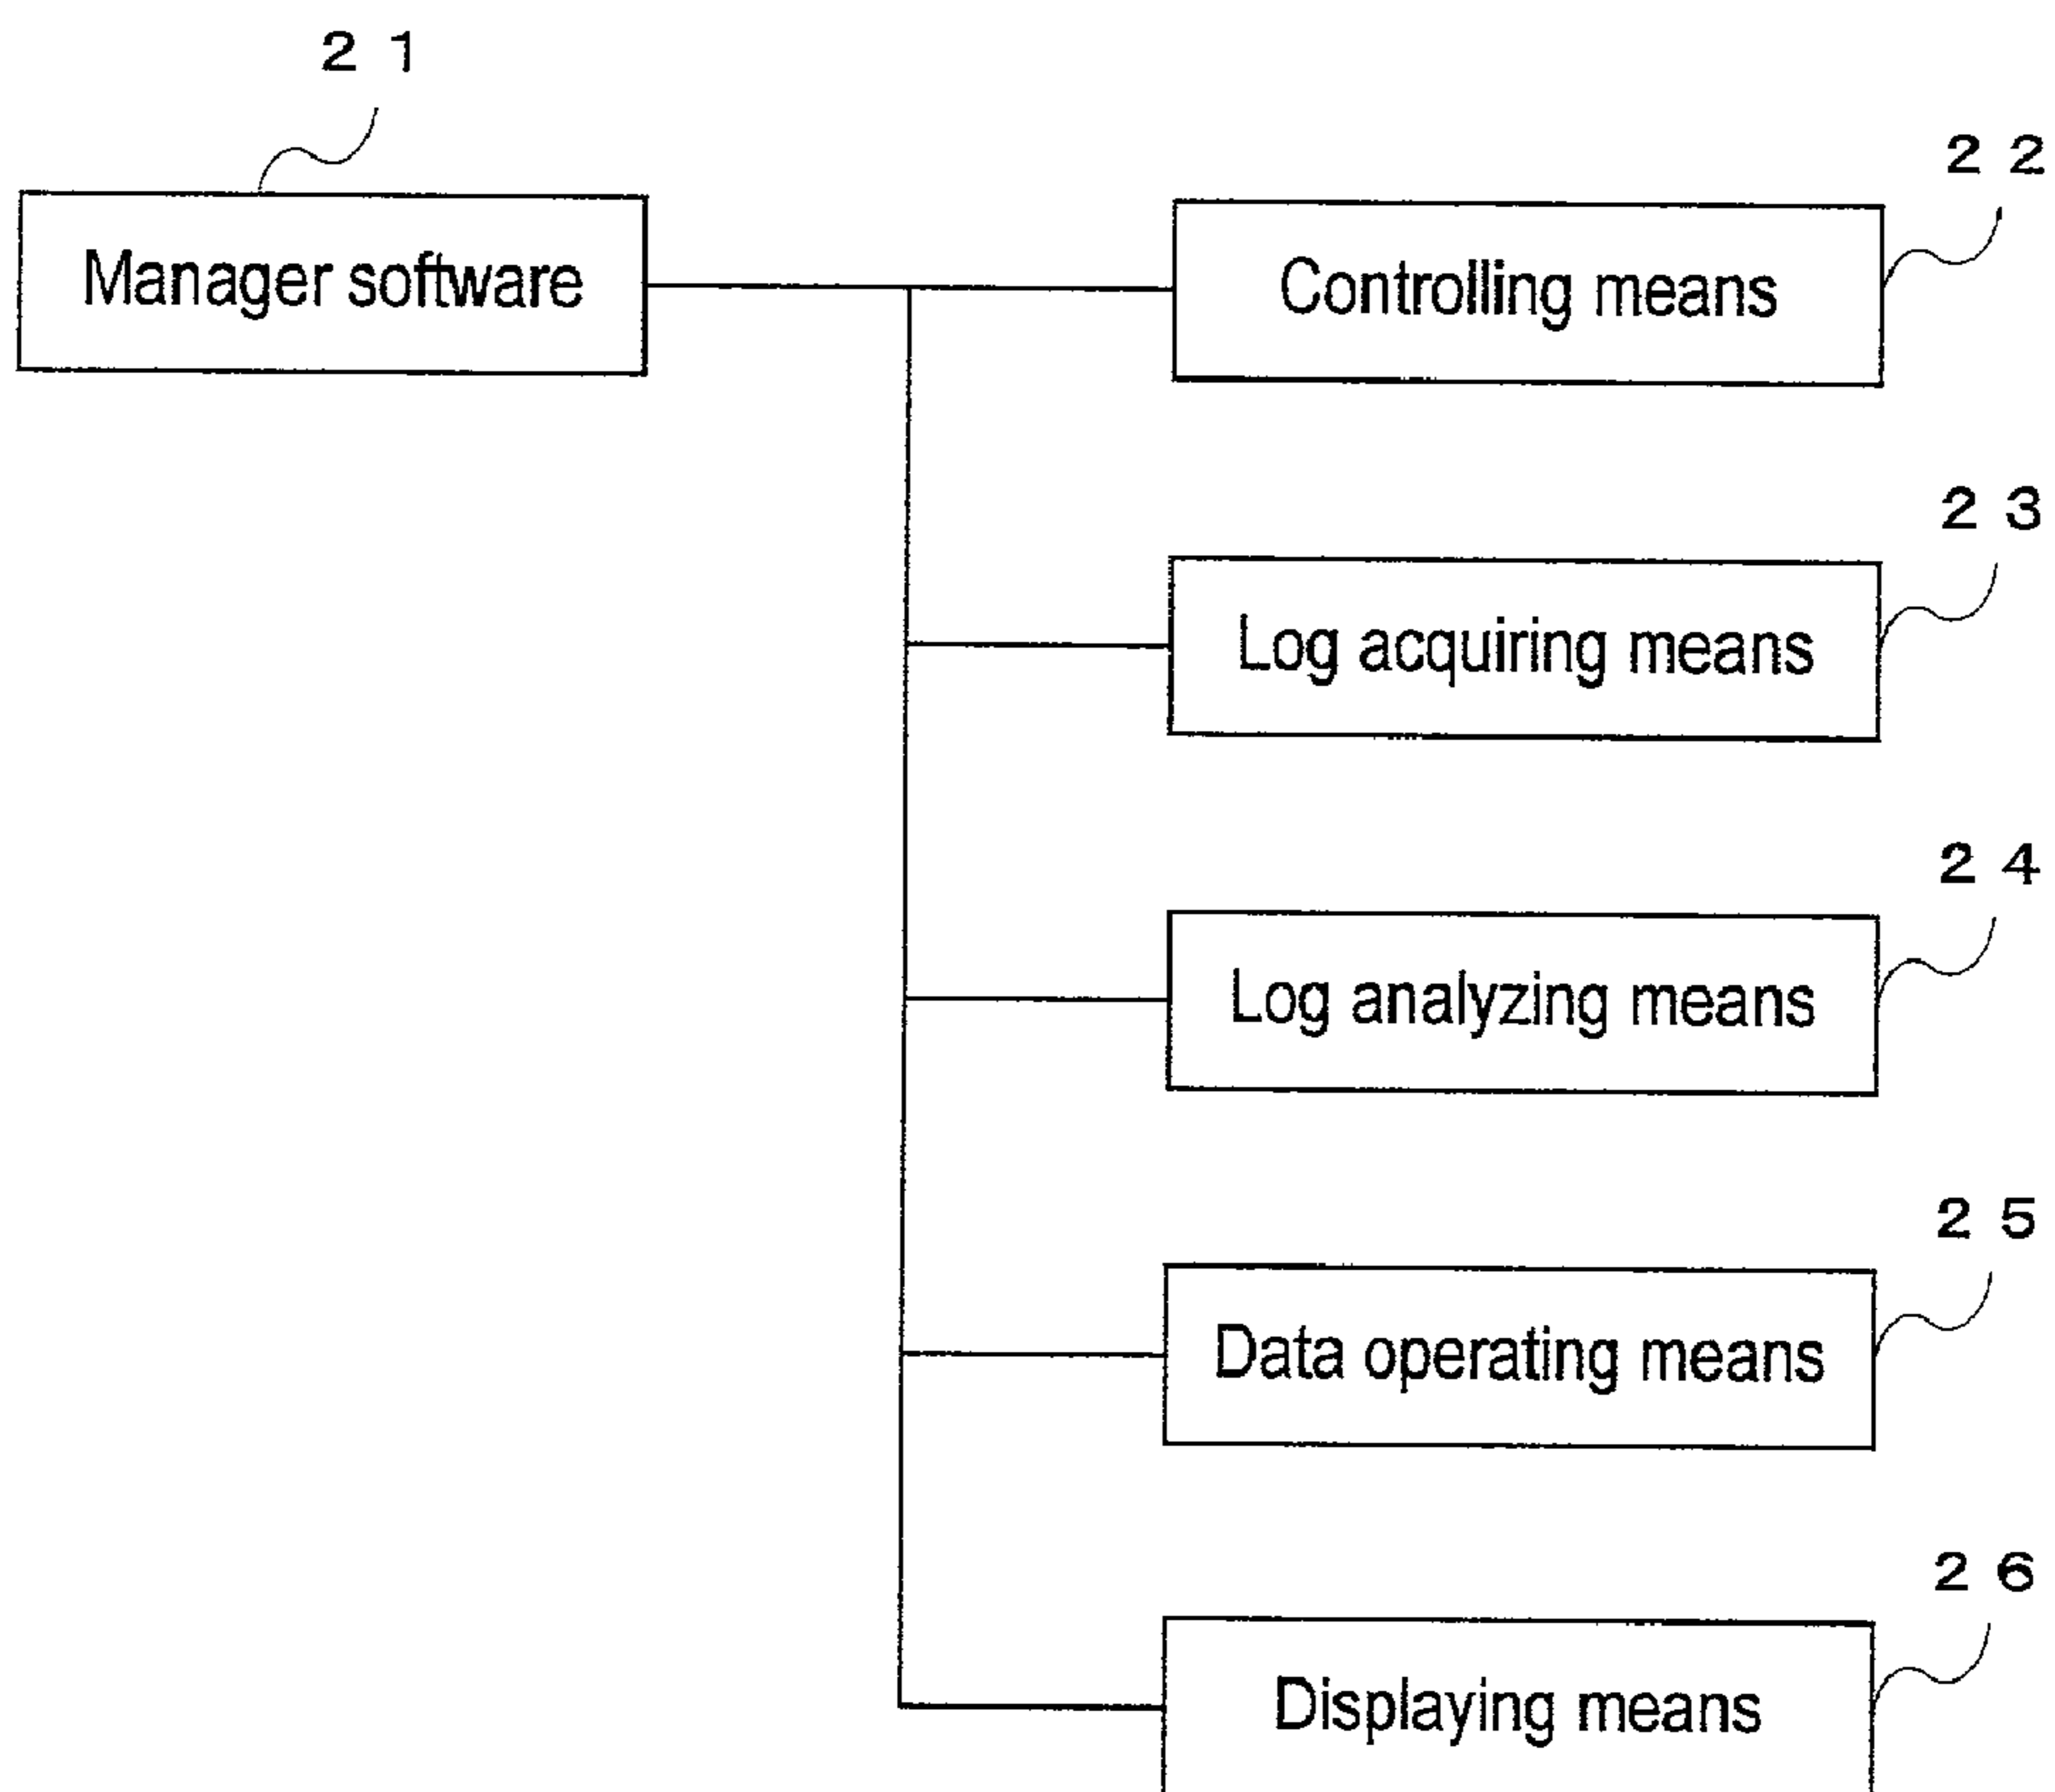 2 1
Manager software
2 2
Controlling means
2 3
Log acquiring means
2 4
Log analyzing means
2 5
Data operating means
2 6
Displaying means